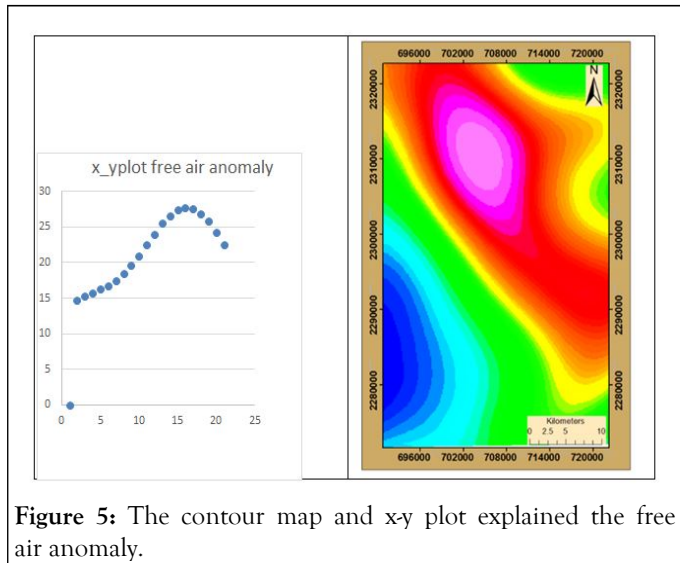 x_yplot free air anomaly
30
25
20
15
10
5
0
0 5 10 15 20 25
696000 702000 708000 714000 720000
N
2320000 2320000
2310000 2310000
2300000 2300000
2290000 2290000
2280000 2280000
Kilometers
0 2.5 5 10
696000 702000 708000 714000 720000
Figure 5: The contour map and x-y plot explained the free
air anomaly.